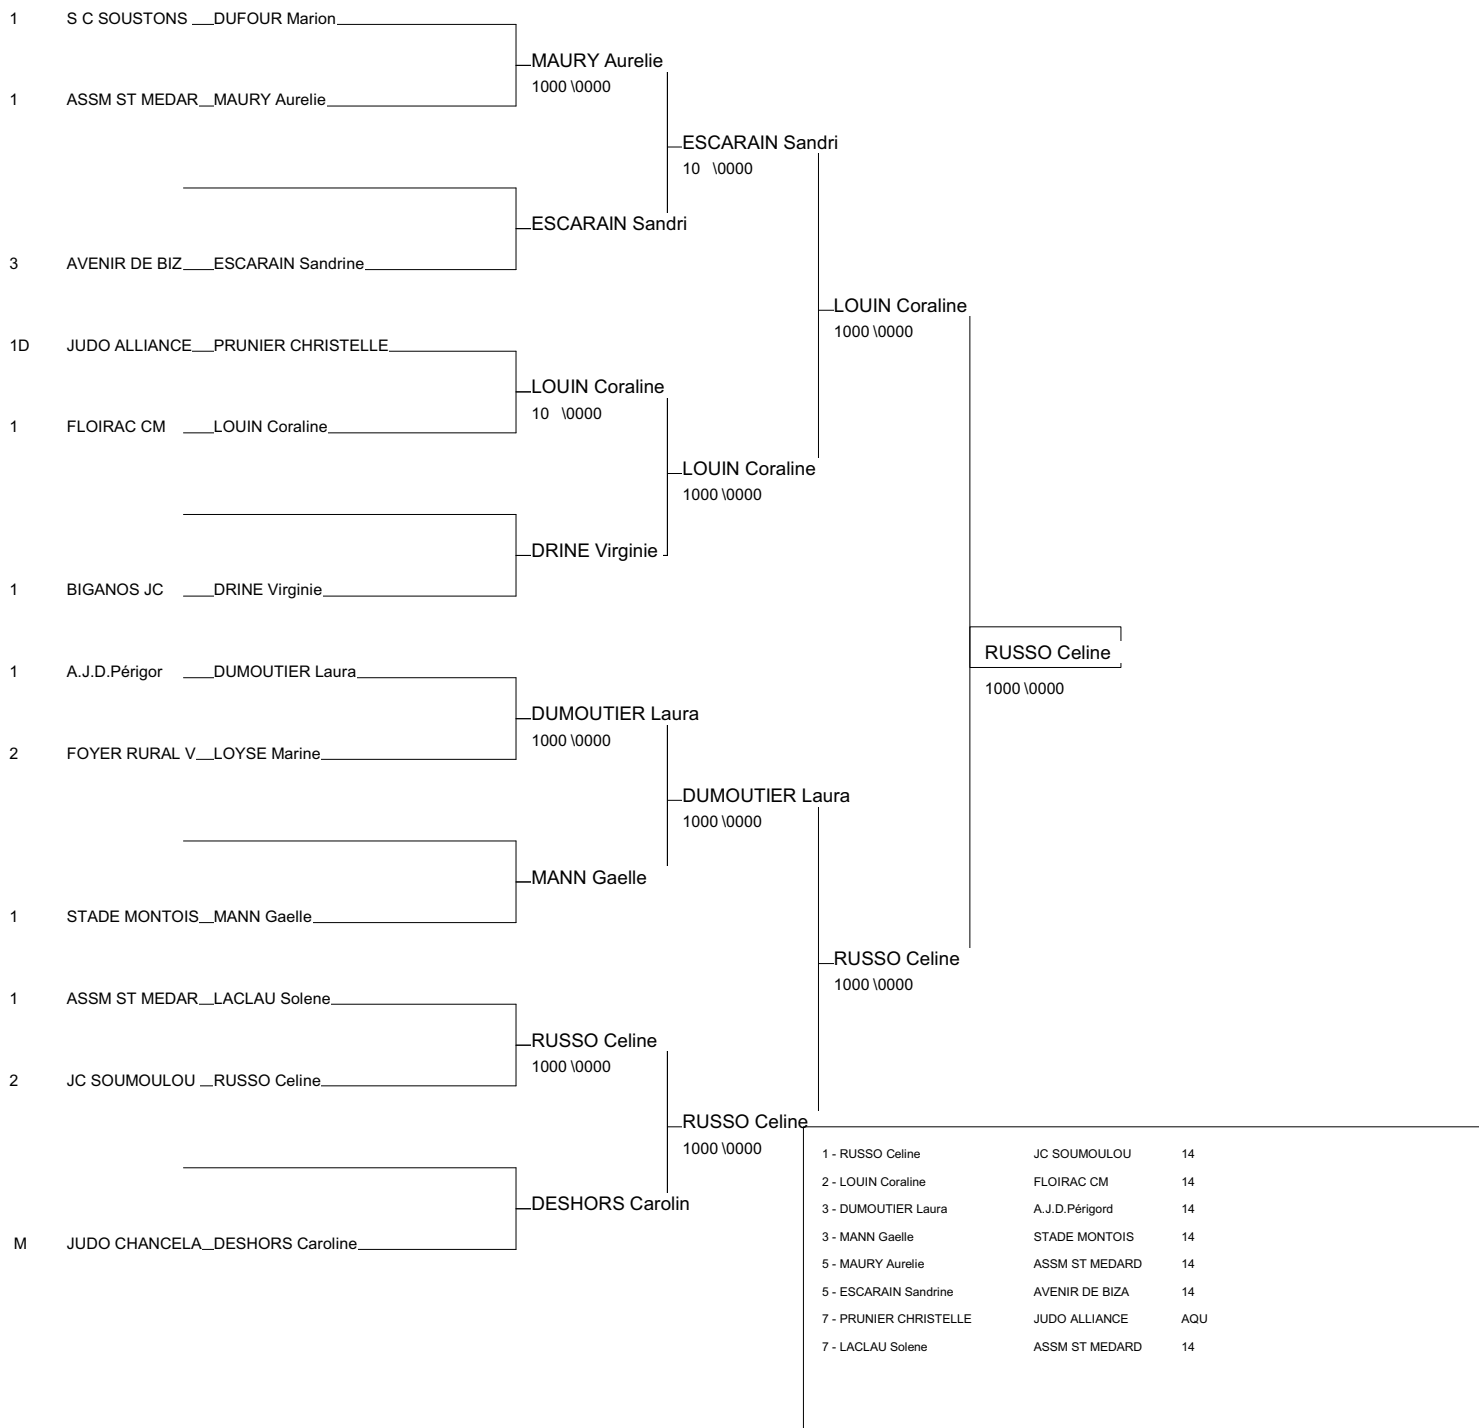 1 S C SOUSTONS DUFOUR Marion
MAURY Aurelie
1000 \0000
1 ASSM ST MEDAR MAURY Aurelie
ESCARAIN Sandri
10 \0000
ESCARAIN Sandri
3 AVENIR DE BIZ ESCARAIN Sandrine
LOUIN Coraline
1000 \0000
1D JUDO ALLIANCE PRUNIER CHRISTELLE
LOUIN Coraline
10 \0000
1 FLOIRAC CM LOUIN Coraline
LOUIN Coraline
1000 \0000
DRINE Virginie
1 BIGANOS JC DRINE Virginie
RUSSO Celine
1000 \0000
1 A.J.D.Périgor DUMOUTIER Laura
DUMOUTIER Laura
1000 \0000
2 FOYER RURAL V LOYSE Marine
DUMOUTIER Laura
1000 \0000
MANN Gaelle
1 STADE MONTOIS MANN Gaelle
RUSSO Celine
1000 \0000
1 ASSM ST MEDAR LACLAU Solene
RUSSO Celine
1000 \0000
2 JC SOUMOULOU RUSSO Celine
RUSSO Celine
1000 \0000
DESHORS Carolin
M JUDO CHANCELA DESHORS Caroline
1 - RUSSO Celine JC SOUMOULOU 14
2 - LOUIN Coraline FLOIRAC CM 14
3 - DUMOUTIER Laura A.J.D.Périgord 14
3 - MANN Gaelle STADE MONTOIS 14
5 - MAURY Aurelie ASSM ST MEDARD 14
5 - ESCARAIN Sandrine AVENIR DE BIZA 14
7 - PRUNIER CHRISTELLE JUDO ALLIANCE AQU
7 - LACLAU Solene ASSM ST MEDARD 14